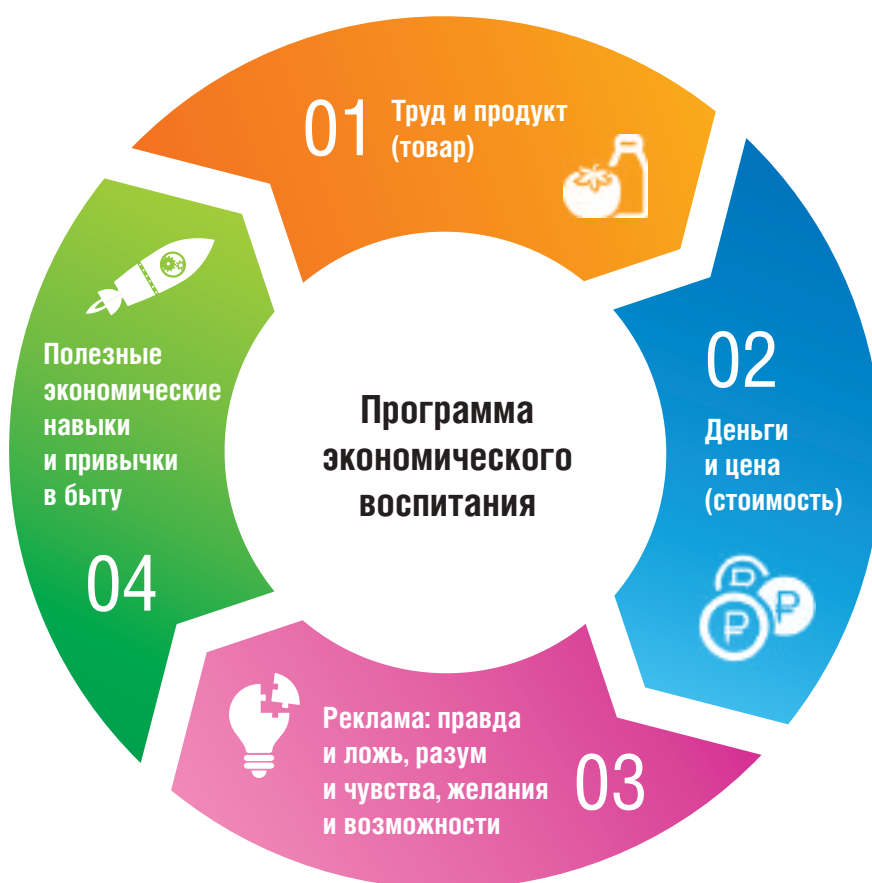 01
Труд и продукт
(товар)
02
Деньги
и цена
(стоимость)
Программа
экономического
воспитания
Полезные
экономические
навыки
и привычки
в быту
04
Реклама: правда
и ложь, разум
и чувства, желания
и возможности
03